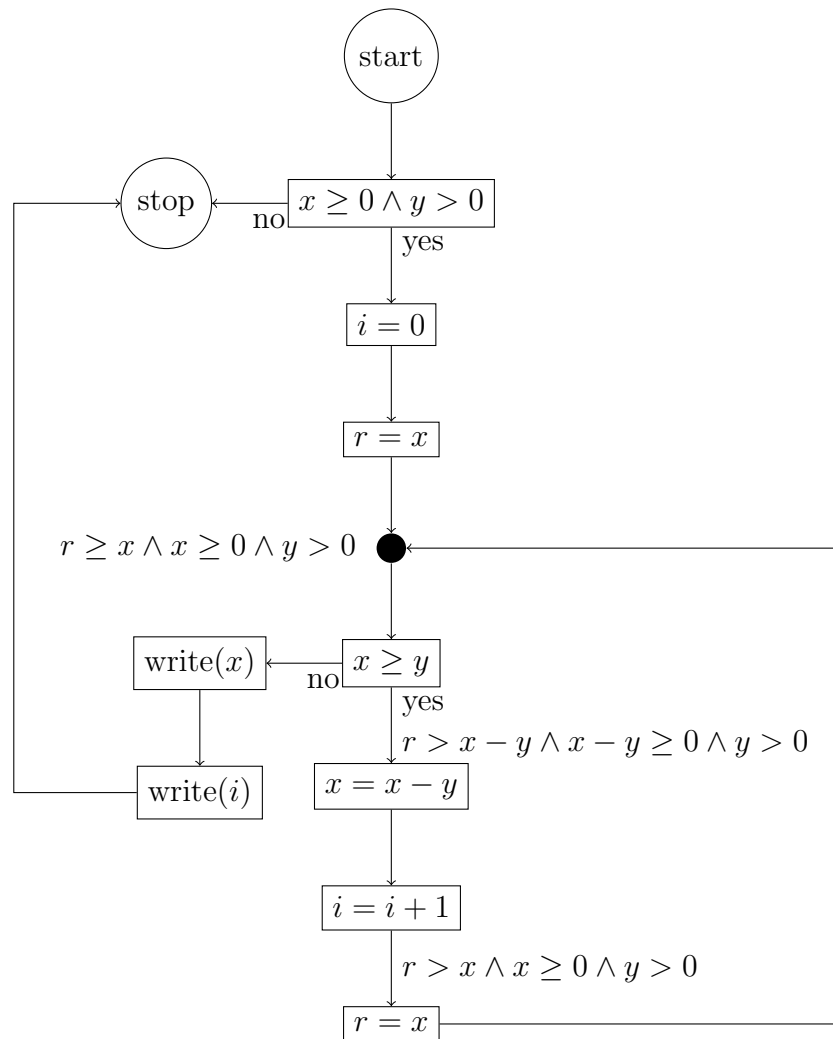 start
stop
x ≥ 0 ∧ y > 0
no
yes
i = 0
r = x
r ≥ x ∧ x ≥ 0 ∧ y > 0
write(x)
x ≥ y
no
yes
r > x − y ∧ x − y ≥ 0 ∧ y > 0
write(i)
x = x − y
i = i + 1
r > x ∧ x ≥ 0 ∧ y > 0
r = x